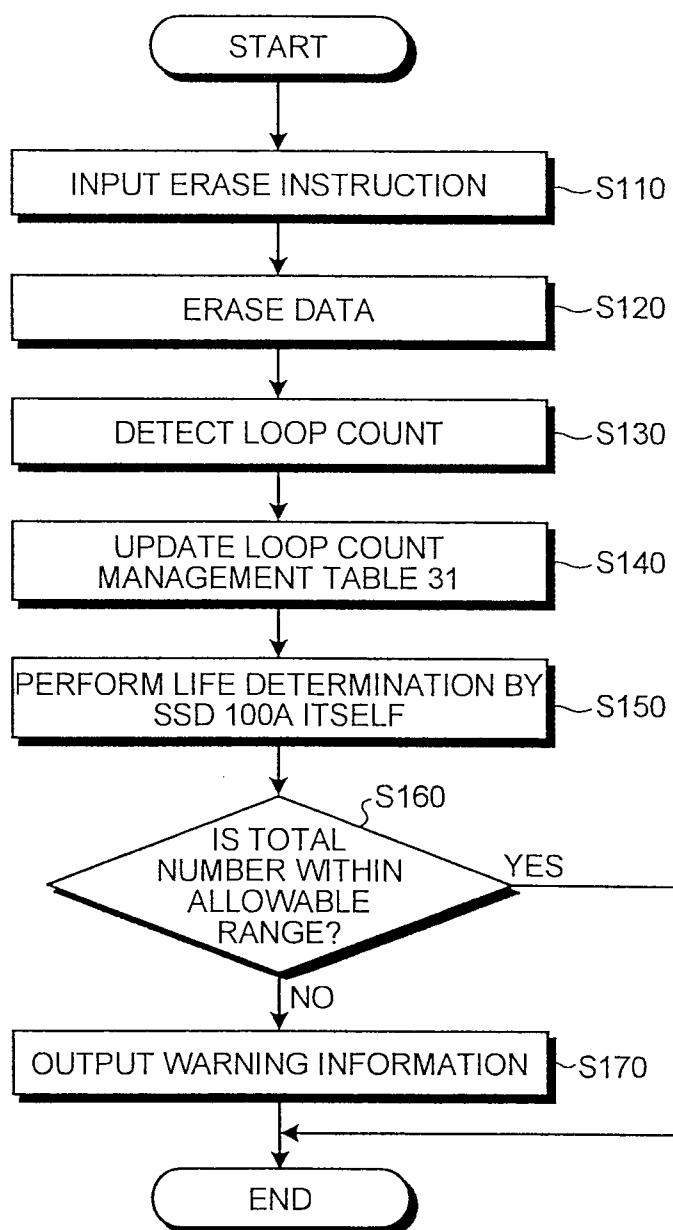 START
INPUT ERASE INSTRUCTION
S110
ERASE DATA
S120
DETECT LOOP COUNT
S130
UPDATE LOOP COUNT
MANAGEMENT TABLE 31
S140
PERFORM LIFE DETERMINATION BY
SSD 100A ITSELF
S150
S160
IS TOTAL
NUMBER WITHIN
ALLOWABLE
RANGE?
YES
NO
OUTPUT WARNING INFORMATION
S170
END